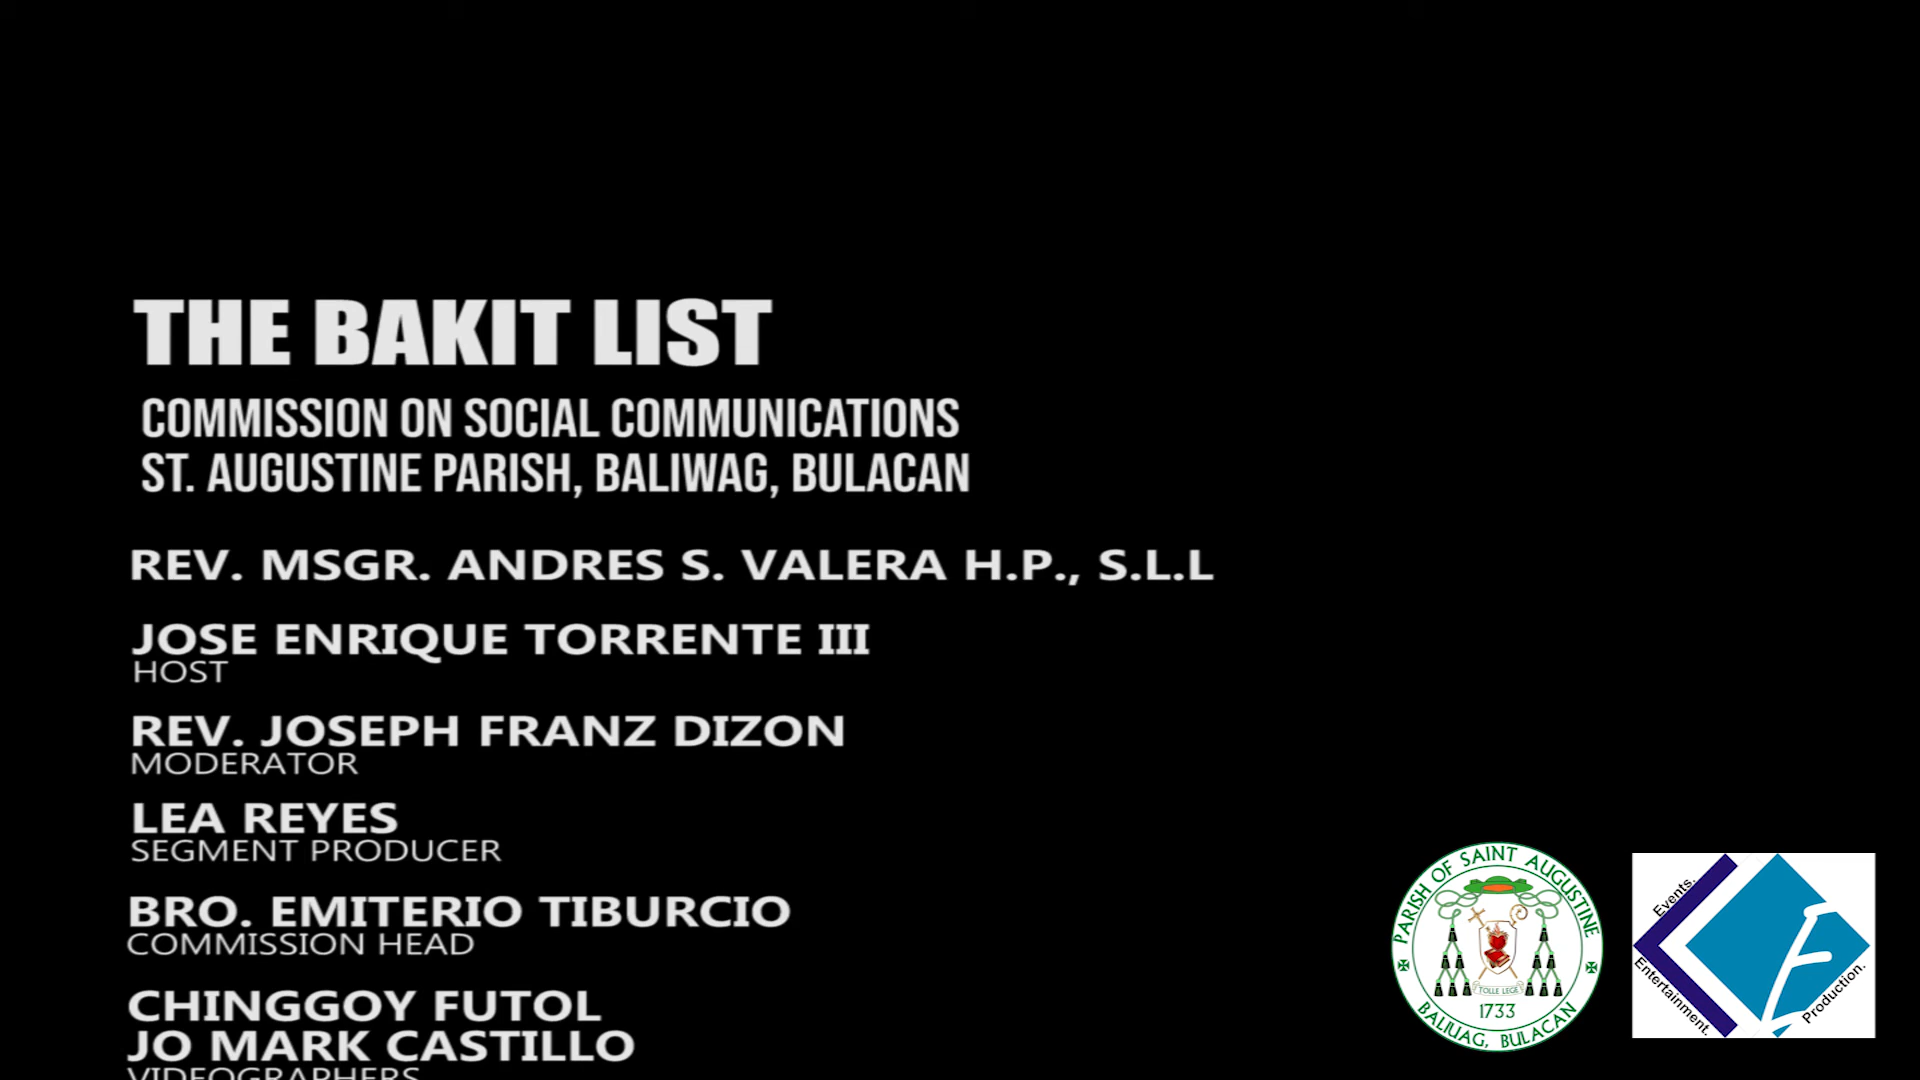 THE BAKIT LIST
COMMISSION ON SOCIAL COMMUNICATIONS
ST. AUGUSTINE PARISH, BALIWAG, BULACAN
REV. MSGR. ANDRES S. VALERA H.P., S.L.L
JOSE ENRIQUE TORRENTE III
HOST
REV. JOSEPH FRANZ DIZON
MODERATOR
LEA REYES
SEGMENT PRODUCER
BRO. EMITERIO TIBURCIO
COMMISSION HEAD
CHINGGOY FUTOL
JO MARK CASTILLO
VIDEOGRAPHERS
PARISH OF SAINT AUGUSTINE
TOLLE LEGE
1733
BALIUAG, BULACAN
Events.
Entertainment.
Production.